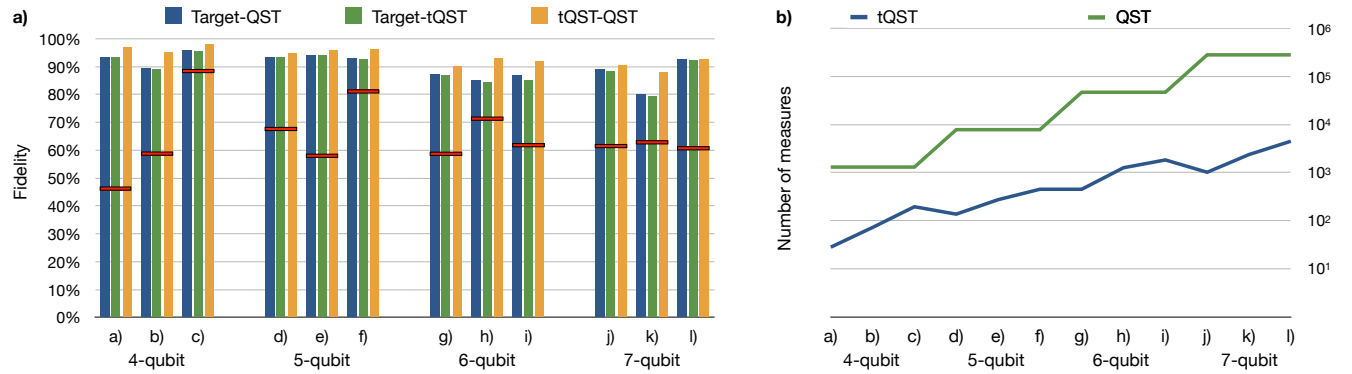 a)
Target-QST
Target-tQST
tQST-QST
Fidelity
100%
90%
80%
70%
60%
50%
40%
30%
20%
10%
0%
a) b) c) d) e) f) g) h) i) j) k) l)
4-qubit 5-qubit 6-qubit 7-qubit
b)
tQST
QST
Number of measures
10⁶
10⁵
10⁴
10³
10²
10¹
a) b) c) d) e) f) g) h) i) j) k) l)
4-qubit 5-qubit 6-qubit 7-qubit